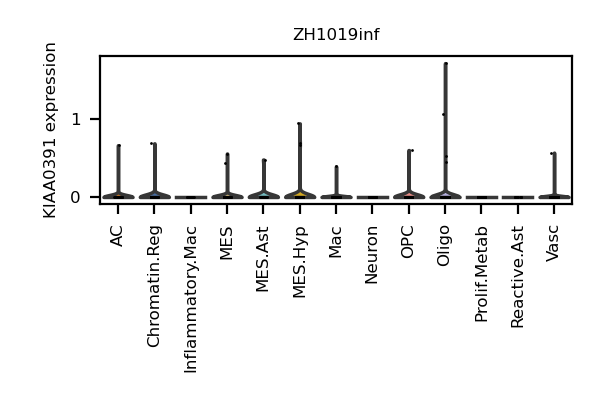 ZH1019inf
KIAA0391 expression
1
0
AC
Chromatin.Reg
Inflammatory.Mac
MES
MES.Ast
MES.Hyp
Mac
Neuron
OPC
Oligo
Prolif.Metab
Reactive.Ast
Vasc